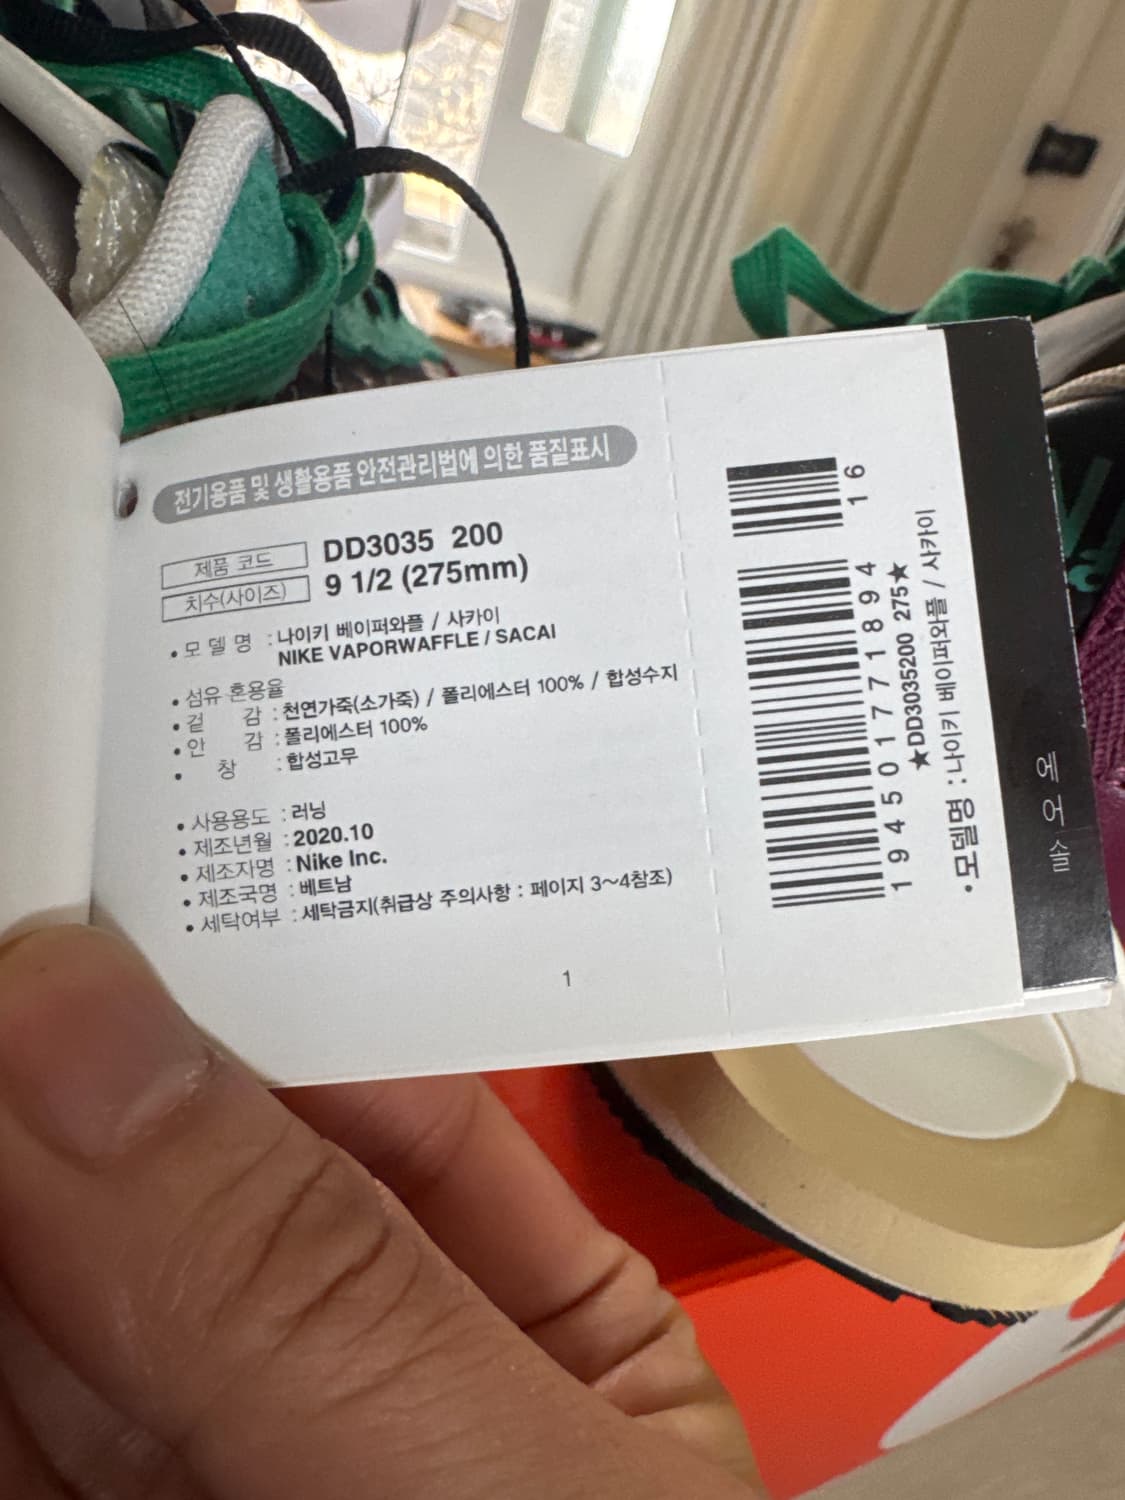 전기용품 및 생활용품 안전관리법에 의한 품질표시
제품 코드 DD3035 200
치수(사이즈) 9 1/2 (275mm)
• 모 델 명 : 나이키 베이퍼와플 / 사카이
NIKE VAPORWAFFLE / SACAI
• 섬유 혼용율
• 겉 감 : 천연가죽(소가죽) / 폴리에스터 100% / 합성수지
• 안 감 : 폴리에스터 100%
• 창 : 합성고무
• 사용용도 : 러닝
• 제조년월 : 2020.10
• 제조자명 : Nike Inc.
• 제조국명 : 베트남
• 세탁여부 : 세탁금지(취급상 주의사항 : 페이지 3~4참조)
1
16
194501771894
★DD3035200 275★
• 모델명 : 나이키 베이퍼와플 / 사카이
에어솔